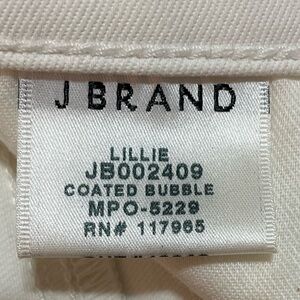 J BRAND
LILLIE
JB002409
COATED BUBBLE
MPO-5229
RN# 117965